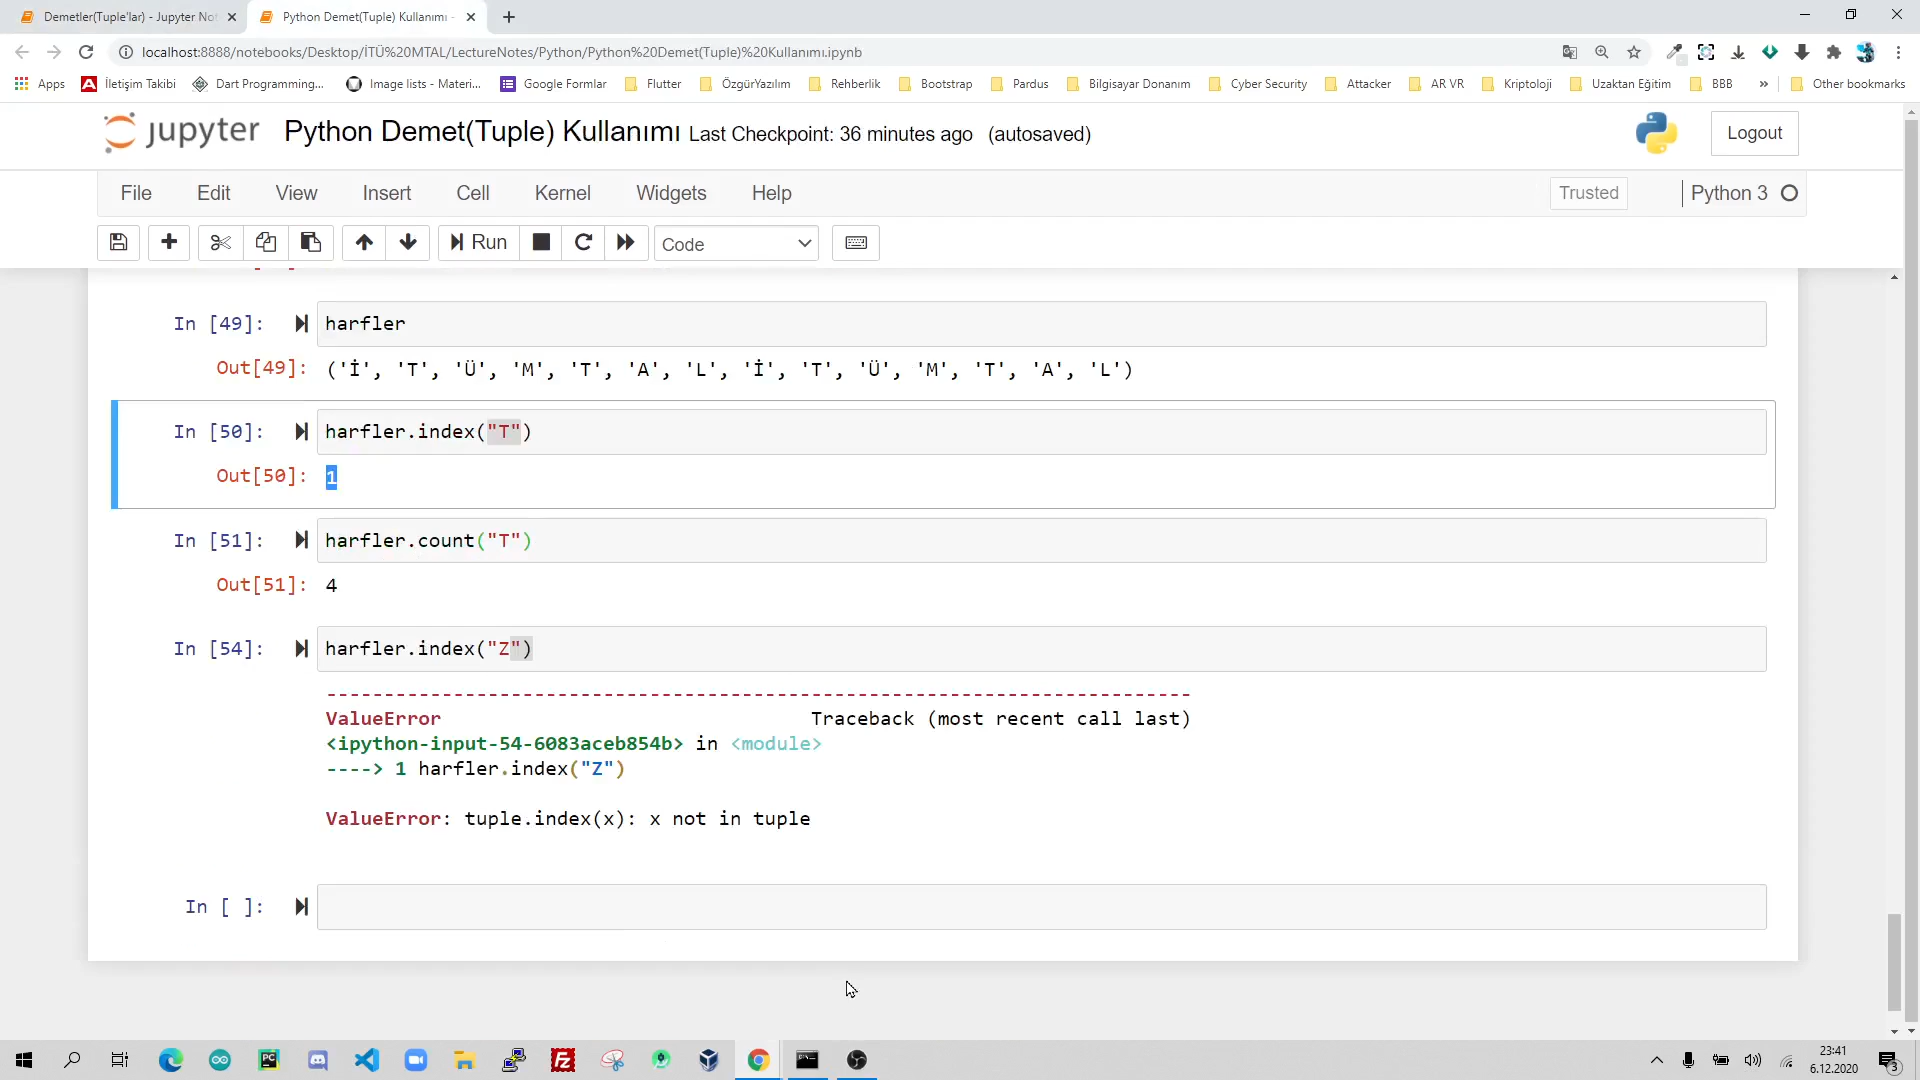 Demetler(Tuple'lar) - Jupyter Not
Python Demet(Tuple) Kullanımı -
localhost:8888/notebooks/Desktop/İTÜ%20MTAL/LectureNotes/Python/Python%20Demet(Tuple)%20Kullanımı.ipynb
Apps İletişim Takibi Dart Programming... Image lists - Materi... Google Formlar Flutter ÖzgürYazılım Rehberlik Bootstrap Pardus Bilgisayar Donanım Cyber Security Attacker AR VR Kriptoloji Uzaktan Eğitim BBB » Other bookmarks
jupyter Python Demet(Tuple) Kullanımı Last Checkpoint: 36 minutes ago (autosaved) Logout
File Edit View Insert Cell Kernel Widgets Help Trusted Python 3
Run Code
In [49]: harfler
Out[49]: ('İ', 'T', 'Ü', 'M', 'T', 'A', 'L', 'İ', 'T', 'Ü', 'M', 'T', 'A', 'L')
In [50]: harfler.index("T")
Out[50]: 1
In [51]: harfler.count("T")
Out[51]: 4
In [54]: harfler.index("Z")
---------------------------------------------------------------------------
ValueError Traceback (most recent call last)
<ipython-input-54-6083aceb854b> in <module>
----> 1 harfler.index("Z")
ValueError: tuple.index(x): x not in tuple
In [ ]:
23:41
6.12.2020
3